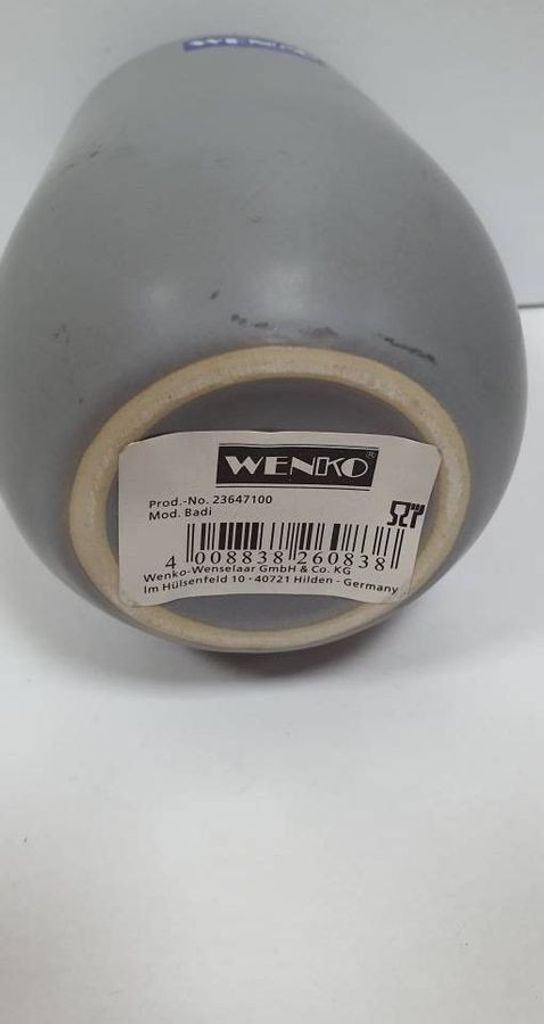 WENKO
WENKO®
Prod.-No. 23647100
Mod. Badi
4 008838 260838
Wenko-Wenselaar GmbH & Co. KG
Im Hülsenfeld 10 · 40721 Hilden - Germany